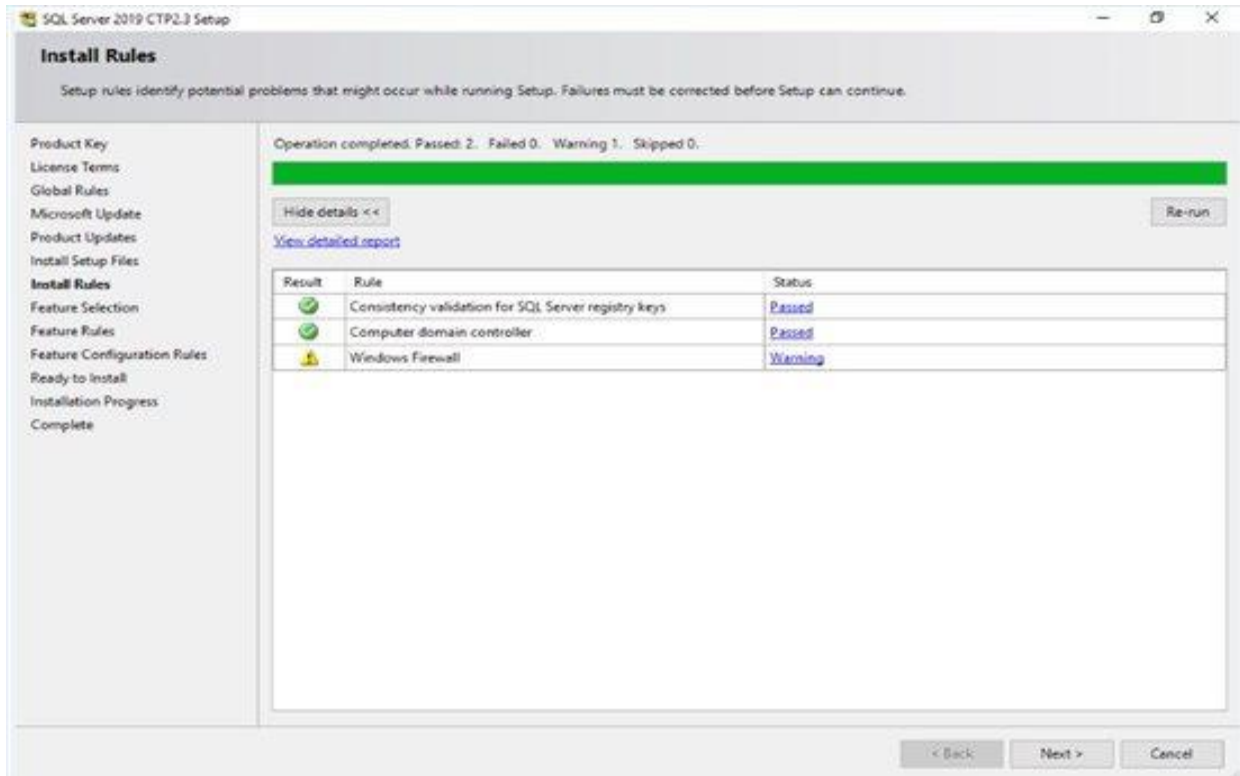 SQL Server 2019 CTP2.3 Setup
Install Rules
Setup rules identify potential problems that might occur while running Setup. Failures must be corrected before Setup can continue.
Product Key
License Terms
Global Rules
Microsoft Update
Product Updates
Install Setup Files
Install Rules
Feature Selection
Feature Rules
Feature Configuration Rules
Ready to Install
Installation Progress
Complete
Operation completed. Passed: 2. Failed 0. Warning 1. Skipped 0.
Hide details <<
Re-run
View detailed report
Result Rule Status
Consistency validation for SQL Server registry keys Passed
Computer domain controller Passed
Windows Firewall Warning
< Back Next > Cancel